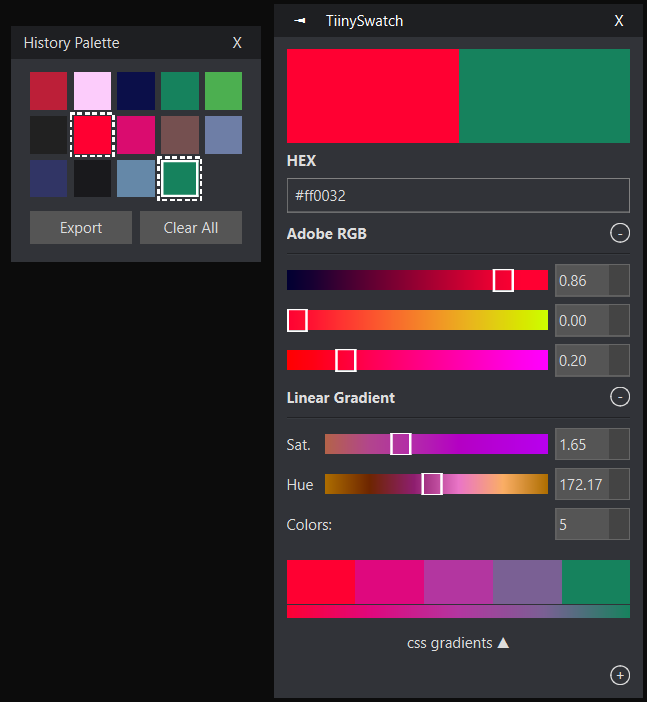 History Palette X
Export Clear All
TiinySwatch X
HEX
#ff0032
Adobe RGB -
0.86
0.00
0.20
Linear Gradient -
Sat. 1.65
Hue 172.17
Colors: 5
css gradients ▲
+